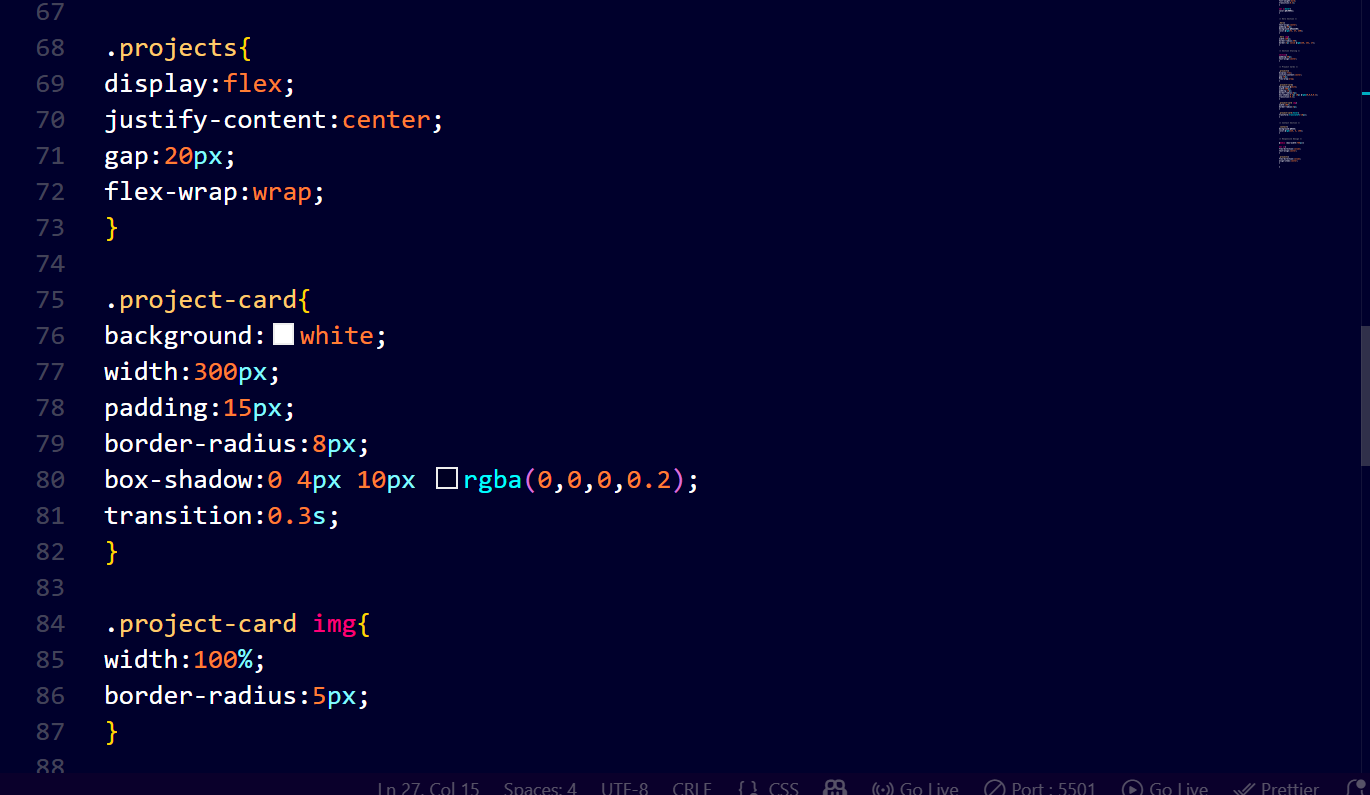 67
68 .projects{
69 display:flex;
70 justify-content:center;
71 gap:20px;
72 flex-wrap:wrap;
73 }
74
75 .project-card{
76 background:white;
77 width:300px;
78 padding:15px;
79 border-radius:8px;
80 box-shadow:0 4px 10px rgba(0,0,0,0.2);
81 transition:0.3s;
82 }
83
84 .project-card img{
85 width:100%;
86 border-radius:5px;
87 }
88
Ln 27, Col 15 Spaces: 4 UTF-8 CRLF {} CSS Go Live Port : 5501 Go Live Prettier